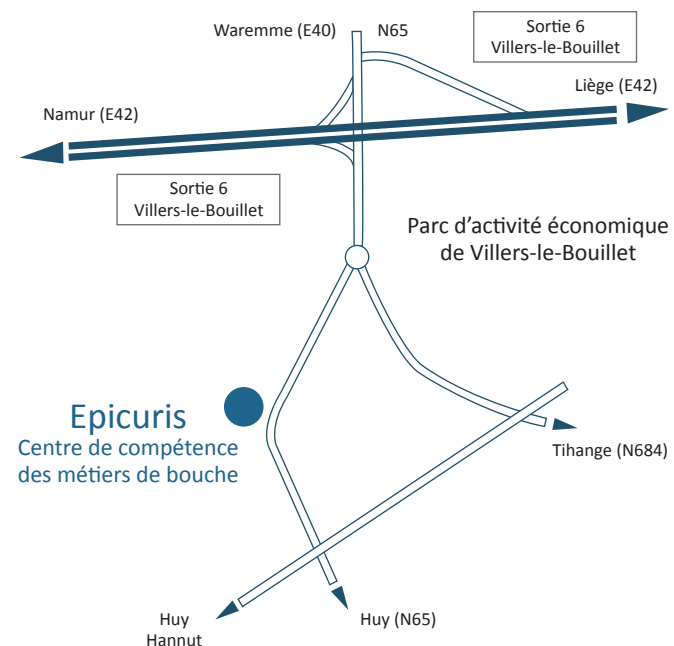 Waremme (E40)
N65
Sortie 6
Villers-le-Bouillet
Liège (E42)
Namur (E42)
Sortie 6
Villers-le-Bouillet
Parc d’activité économique
de Villers-le-Bouillet
Epicuris
Centre de compétence
des métiers de bouche
Tihange (N684)
Huy
Hannut
Huy (N65)